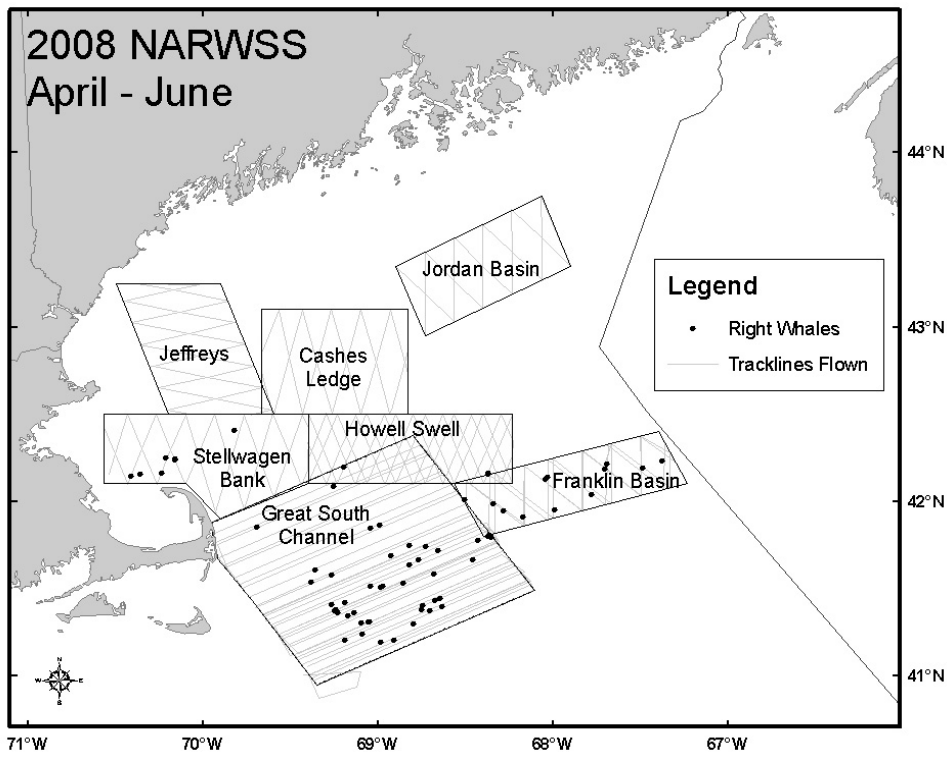 2008 NARWSS
April - June
44°N
Jordan Basin
Legend
43°N
Right Whales
Jeffreys
Cashes
Ledge
Tracklines Flown
Howell Swell
Stellwagen
Bank
Franklin Basin
42°N
Great South
Channel
N
W
E
S
41°N
71°W
70°W
69°W
68°W
67°W